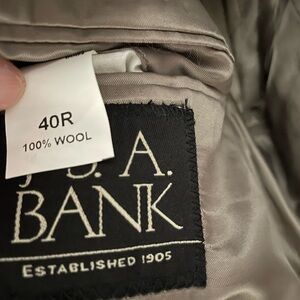 40R
100% WOOL
J. S. A.
BANK
ESTABLISHED 1905